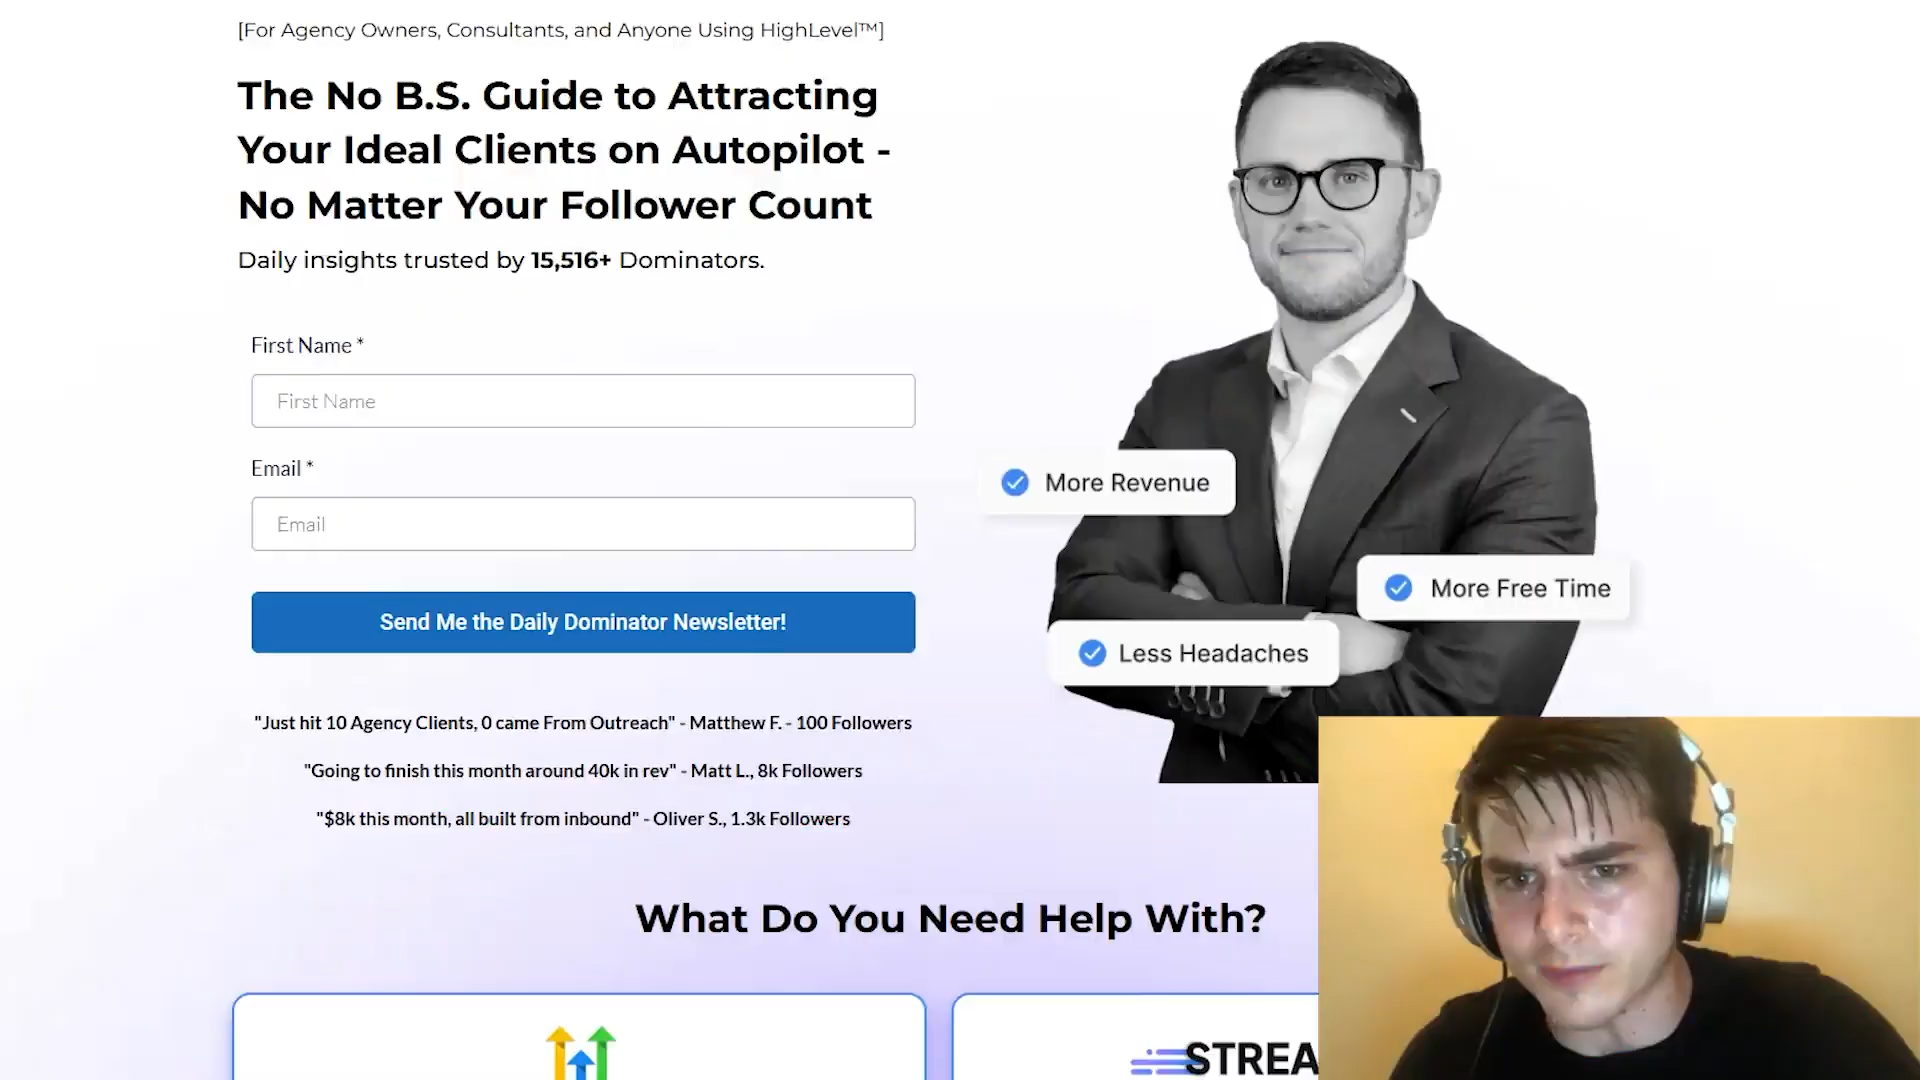 [For Agency Owners, Consultants, and Anyone Using HighLevel™]
The No B.S. Guide to Attracting
Your Ideal Clients on Autopilot -
No Matter Your Follower Count
Daily insights trusted by 15,516+ Dominators.
First Name *
First Name
Email *
Email
Send Me the Daily Dominator Newsletter!
"Just hit 10 Agency Clients, 0 came From Outreach" - Matthew F. - 100 Followers
"Going to finish this month around 40k in rev" - Matt L., 8k Followers
"$8k this month, all built from inbound" - Oliver S., 1.3k Followers
More Revenue
More Free Time
Less Headaches
What Do You Need Help With?
STREA